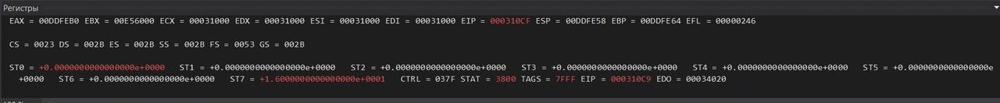 Регистры
EAX = 00DDFEB0 EBX = 00E56000 ECX = 00031000 EDX = 00031000 ESI = 00031000 EDI = 00031000 EIP = 000310CF ESP = 00DDFE58 EBP = 00DDFE64 EFL = 00000246
CS = 0023 DS = 002B ES = 002B SS = 002B FS = 0053 GS = 002B
ST0 = +0.0000000000000000e+0000 ST1 = +0.0000000000000000e+0000 ST2 = +0.0000000000000000e+0000 ST3 = +0.0000000000000000e+0000 ST4 = +0.0000000000000000e+0000 ST5 = +0.0000000000000000e
+0000 ST6 = +0.0000000000000000e+0000 ST7 = +1.6000000000000000e+0001 CTRL = 037F STAT = 3800 TAGS = 7FFF EIP = 000310C9 EDO = 00034020